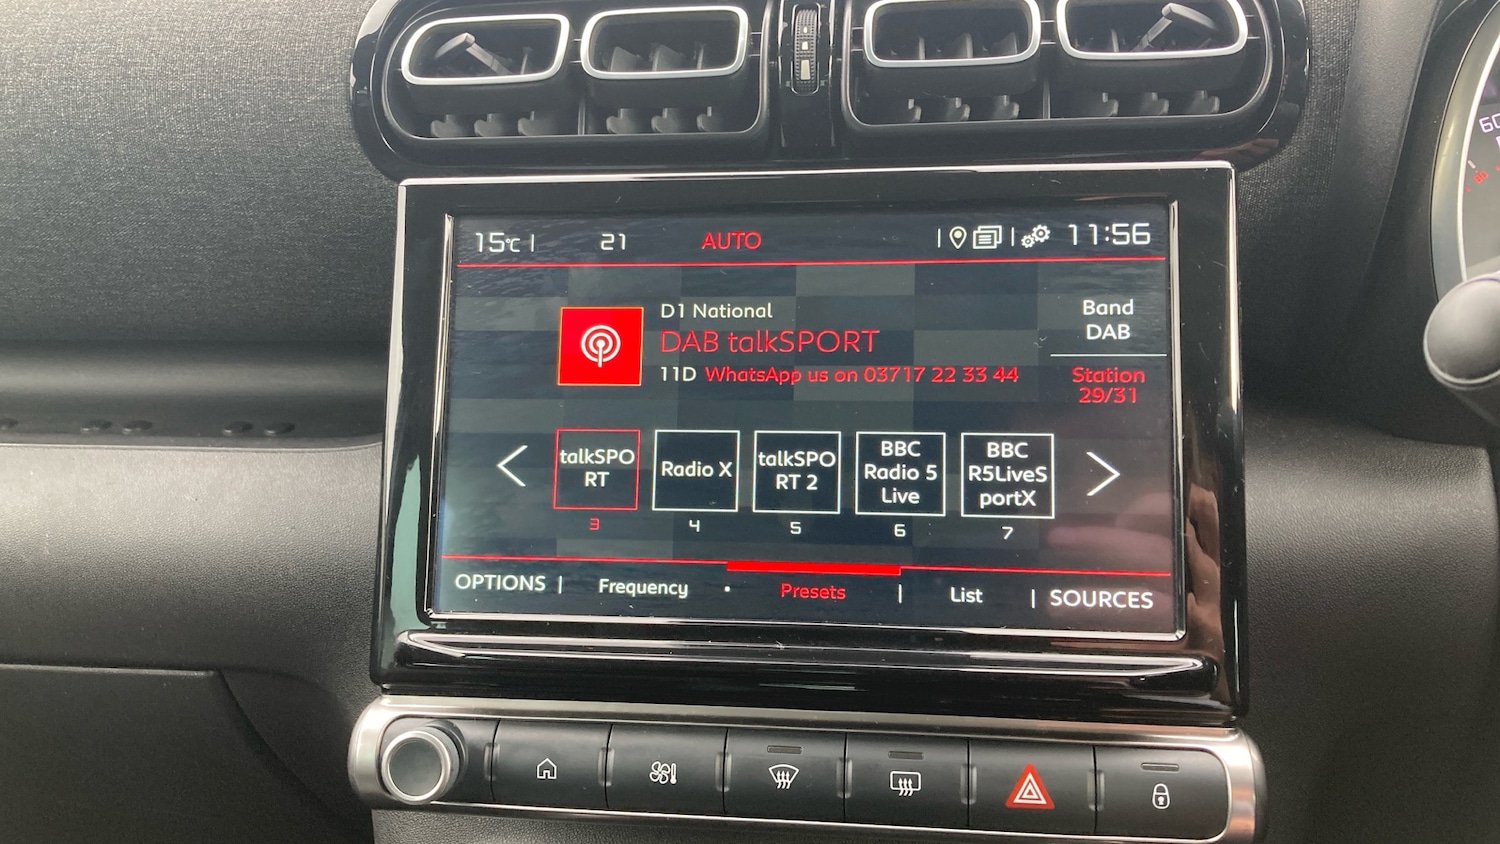 15°C | 21 AUTO | | 11:56
D1 National
DAB talkSPORT
11D WhatsApp us on 03717 22 33 44
Band
DAB
Station
29/31
talkSPO
RT
3
Radio X
4
talkSPO
RT 2
5
BBC
Radio 5
Live
6
BBC
R5LiveS
portX
7
OPTIONS | Frequency · Presets | List | SOURCES
60
1